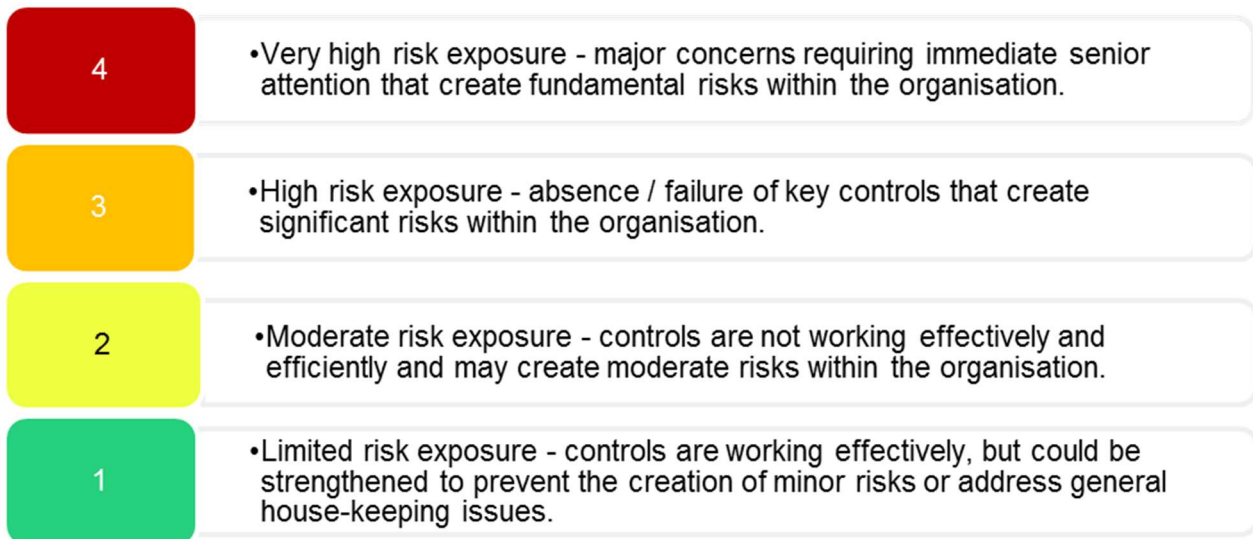 4
•Very high risk exposure - major concerns requiring immediate senior
attention that create fundamental risks within the organisation.
3
•High risk exposure - absence / failure of key controls that create
significant risks within the organisation.
2
•Moderate risk exposure - controls are not working effectively and
efficiently and may create moderate risks within the organisation.
1
•Limited risk exposure - controls are working effectively, but could be
strengthened to prevent the creation of minor risks or address general
house-keeping issues.